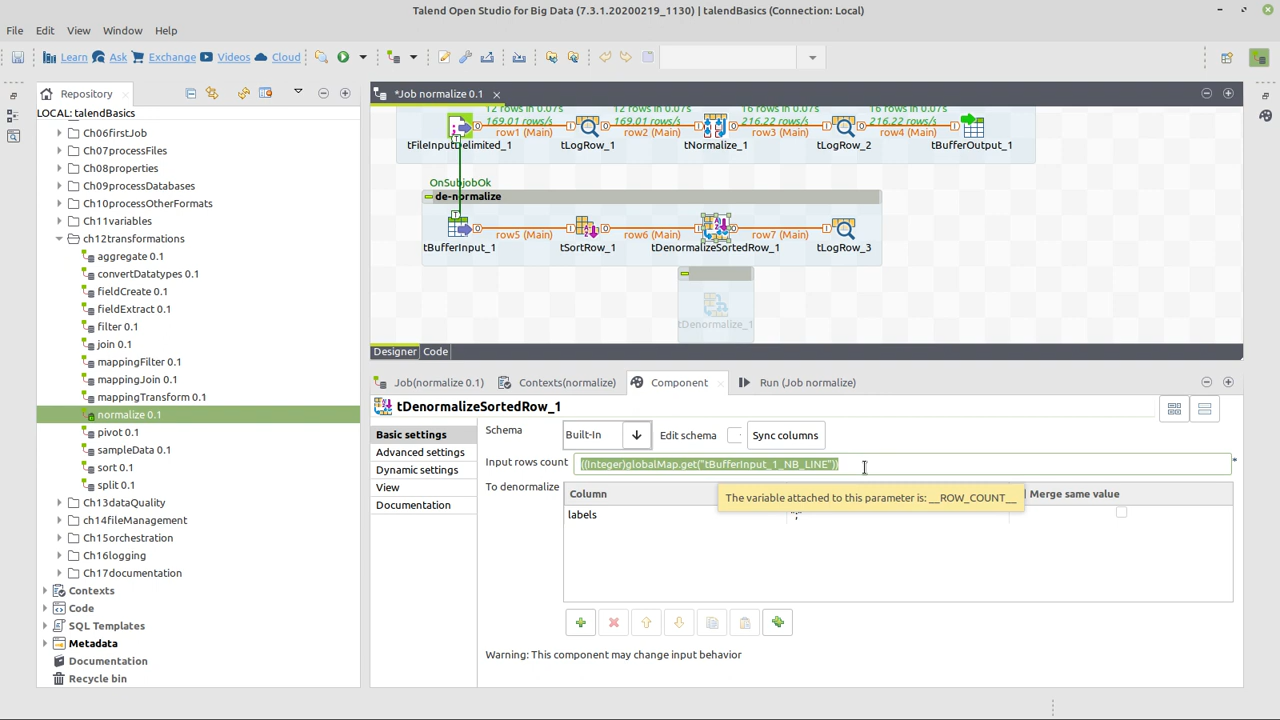 Talend Open Studio for Big Data (7.3.1.20200219_1130) | talendBasics (Connection: Local)
File Edit View Window Help
Learn Ask Exchange Videos Cloud
Repository
LOCAL: talendBasics
Ch06firstJob
Ch07processFiles
Ch08properties
Ch09processDatabases
Ch10processOtherFormats
Ch11variables
ch12transformations
aggregate 0.1
convertDatatypes 0.1
fieldCreate 0.1
fieldExtract 0.1
filter 0.1
join 0.1
mappingFilter 0.1
mappingJoin 0.1
mappingTransform 0.1
normalize 0.1
pivot 0.1
sampleData 0.1
sort 0.1
split 0.1
Ch13dataQuality
ch14fileManagement
Ch15orchestration
Ch16logging
Ch17documentation
Contexts
Code
SQL Templates
Metadata
Documentation
Recycle bin
*Job normalize 0.1
12 rows in 0.07s 12 rows in 0.07s 16 rows in 0.07s 16 rows in 0.07s
169.01 rows/s 169.01 rows/s 216.22 rows/s 216.22 rows/s
row1 (Main) row2 (Main) row3 (Main) row4 (Main)
tFileInputDelimited_1 tLogRow_1 tNormalize_1 tLogRow_2 tBufferOutput_1
OnSubjobOk
de-normalize
row5 (Main) row6 (Main) row7 (Main)
tBufferInput_1 tSortRow_1 tDenormalizeSortedRow_1 tLogRow_3
tDenormalize_1
Designer Code
Job(normalize 0.1) Contexts(normalize) Component Run (Job normalize)
tDenormalizeSortedRow_1
Basic settings
Advanced settings
Dynamic settings
View
Documentation
Schema Built-In Edit schema Sync columns
Input rows count ((Integer)globalMap.get("tBufferInput_1_NB_LINE")) *
The variable attached to this parameter is: __ROW_COUNT__
To denormalize Column Merge same value
labels ";"
Warning: This component may change input behavior